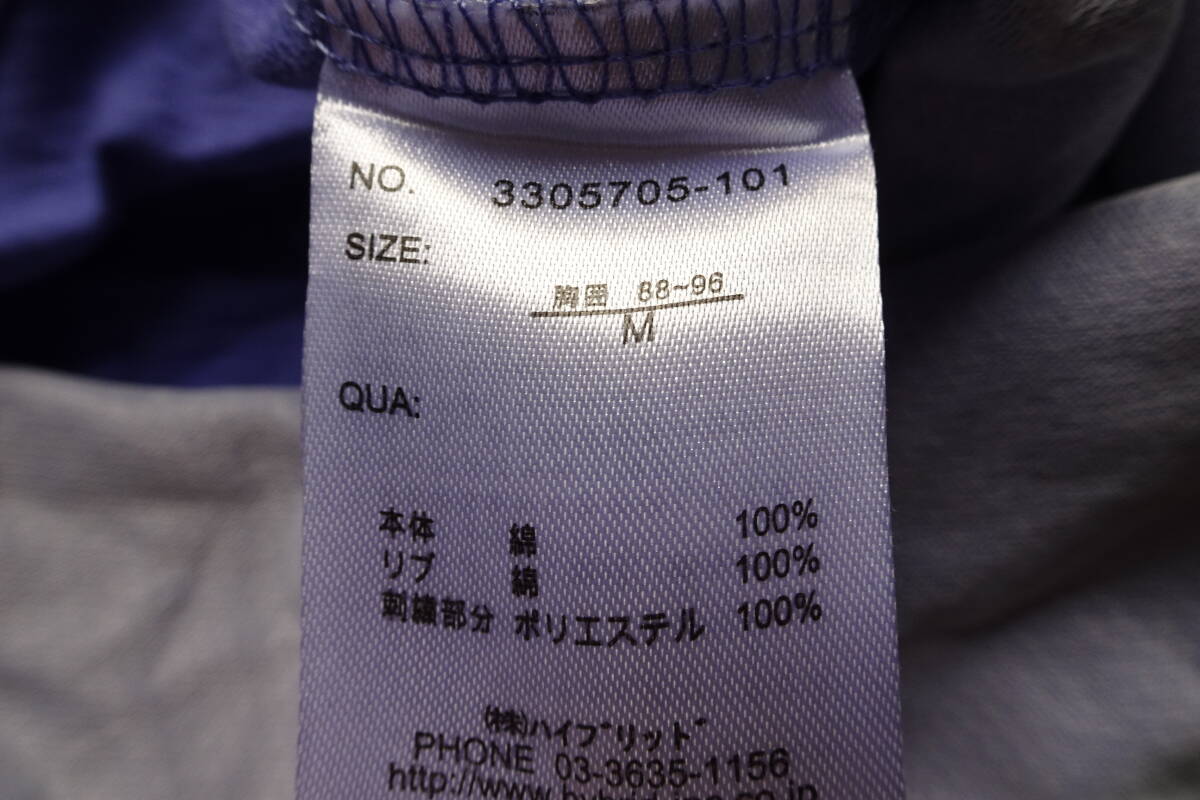 NO. 3305705-101
SIZE:
胸囲 88~96
M
QUA:
本体 綿 100%
リブ 綿 100%
刺繍部分 ポリエステル 100%
㈱ハイブリッド
PHONE 03-3635-1156